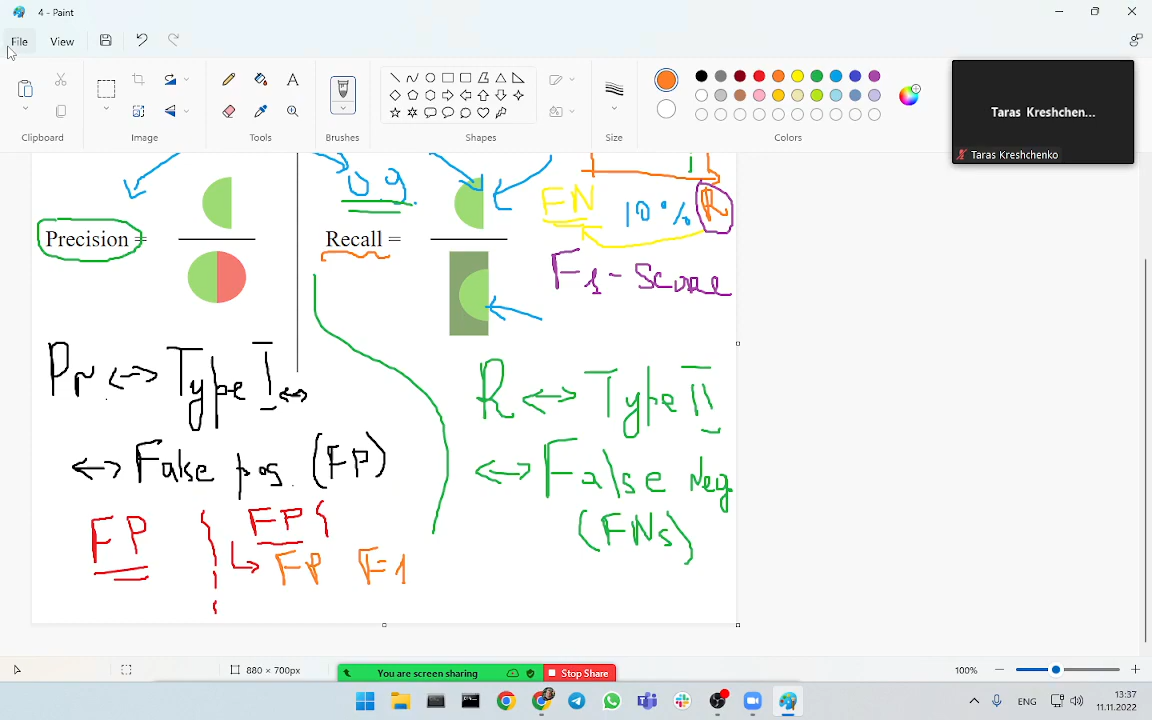 4 - Paint
File View
Clipboard
Image
Tools
Brushes
Shapes
Size
Colors
Taras Kreshchen...
Taras Kreshchenko
Precision =
Recall =
FN
10%
R
F1 - Score
Pr <-> Type I <->
<-> False pos. (FP)
FP
FP
FP F1
R <-> Type II
<-> False Neg
(FNs)
880 × 700px
100%
You are screen sharing
Stop Share
ENG
13:37
11.11.2022